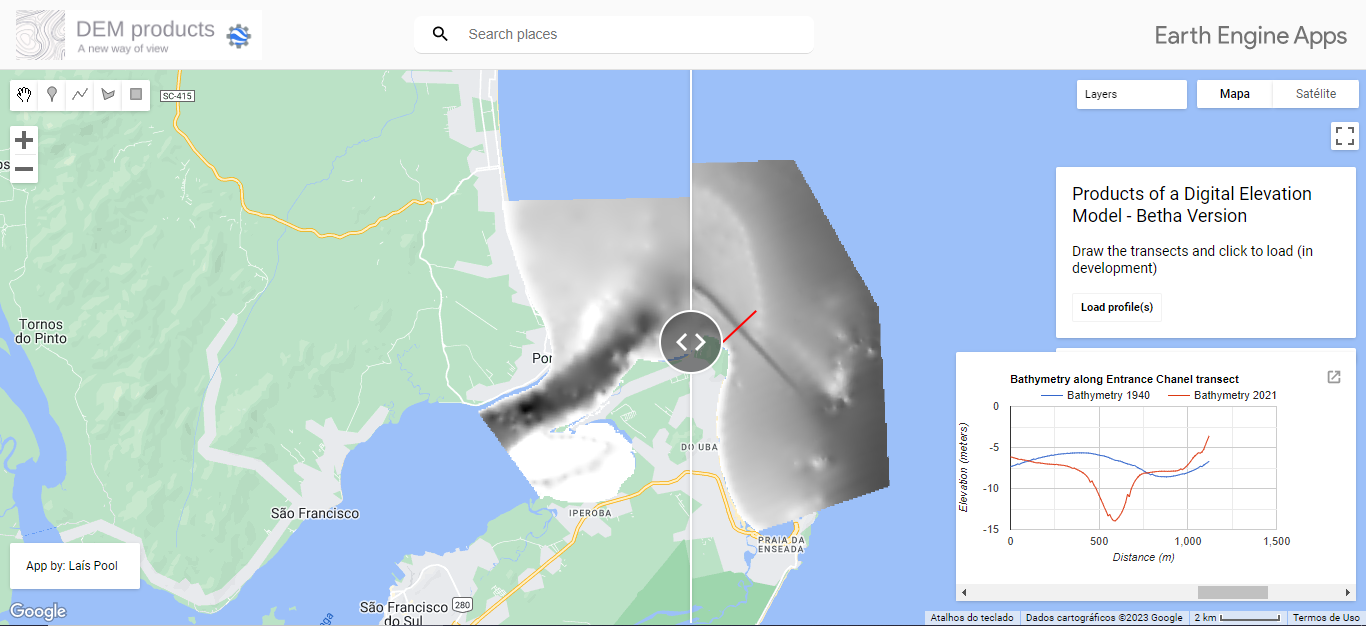 DEM products
A new way of view
Search places
Earth Engine Apps
SC-415
Layers
Mapa
Satélite
Products of a Digital Elevation
Model - Betha Version
Draw the transects and click to load (in
development)
Load profile(s)
Tornos
do Pinto
Por
DO UBA
IPEROBA
PRAIA DA
ENSEADA
São Francisco
São Francisco
do Sul
280
App by: Laís Pool
Google
Bathymetry along Entrance Chanel transect
Bathymetry 1940
Bathymetry 2021
Elevation (meters)
0
-5
-10
-15
0
500
1,000
1,500
Distance (m)
Atalhos do teclado
Dados cartográficos ©2023 Google
2 km
Termos de Uso